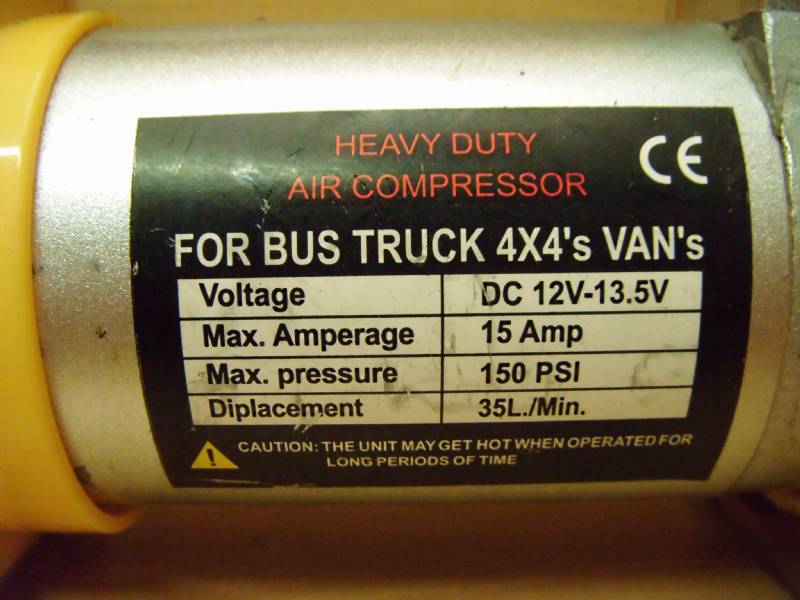 HEAVY DUTY
AIR COMPRESSOR
CE
FOR BUS TRUCK 4X4's VAN's
Voltage DC 12V-13.5V
Max. Amperage 15 Amp
Max. pressure 150 PSI
Diplacement 35L./Min.
CAUTION: THE UNIT MAY GET HOT WHEN OPERATED FOR
LONG PERIODS OF TIME